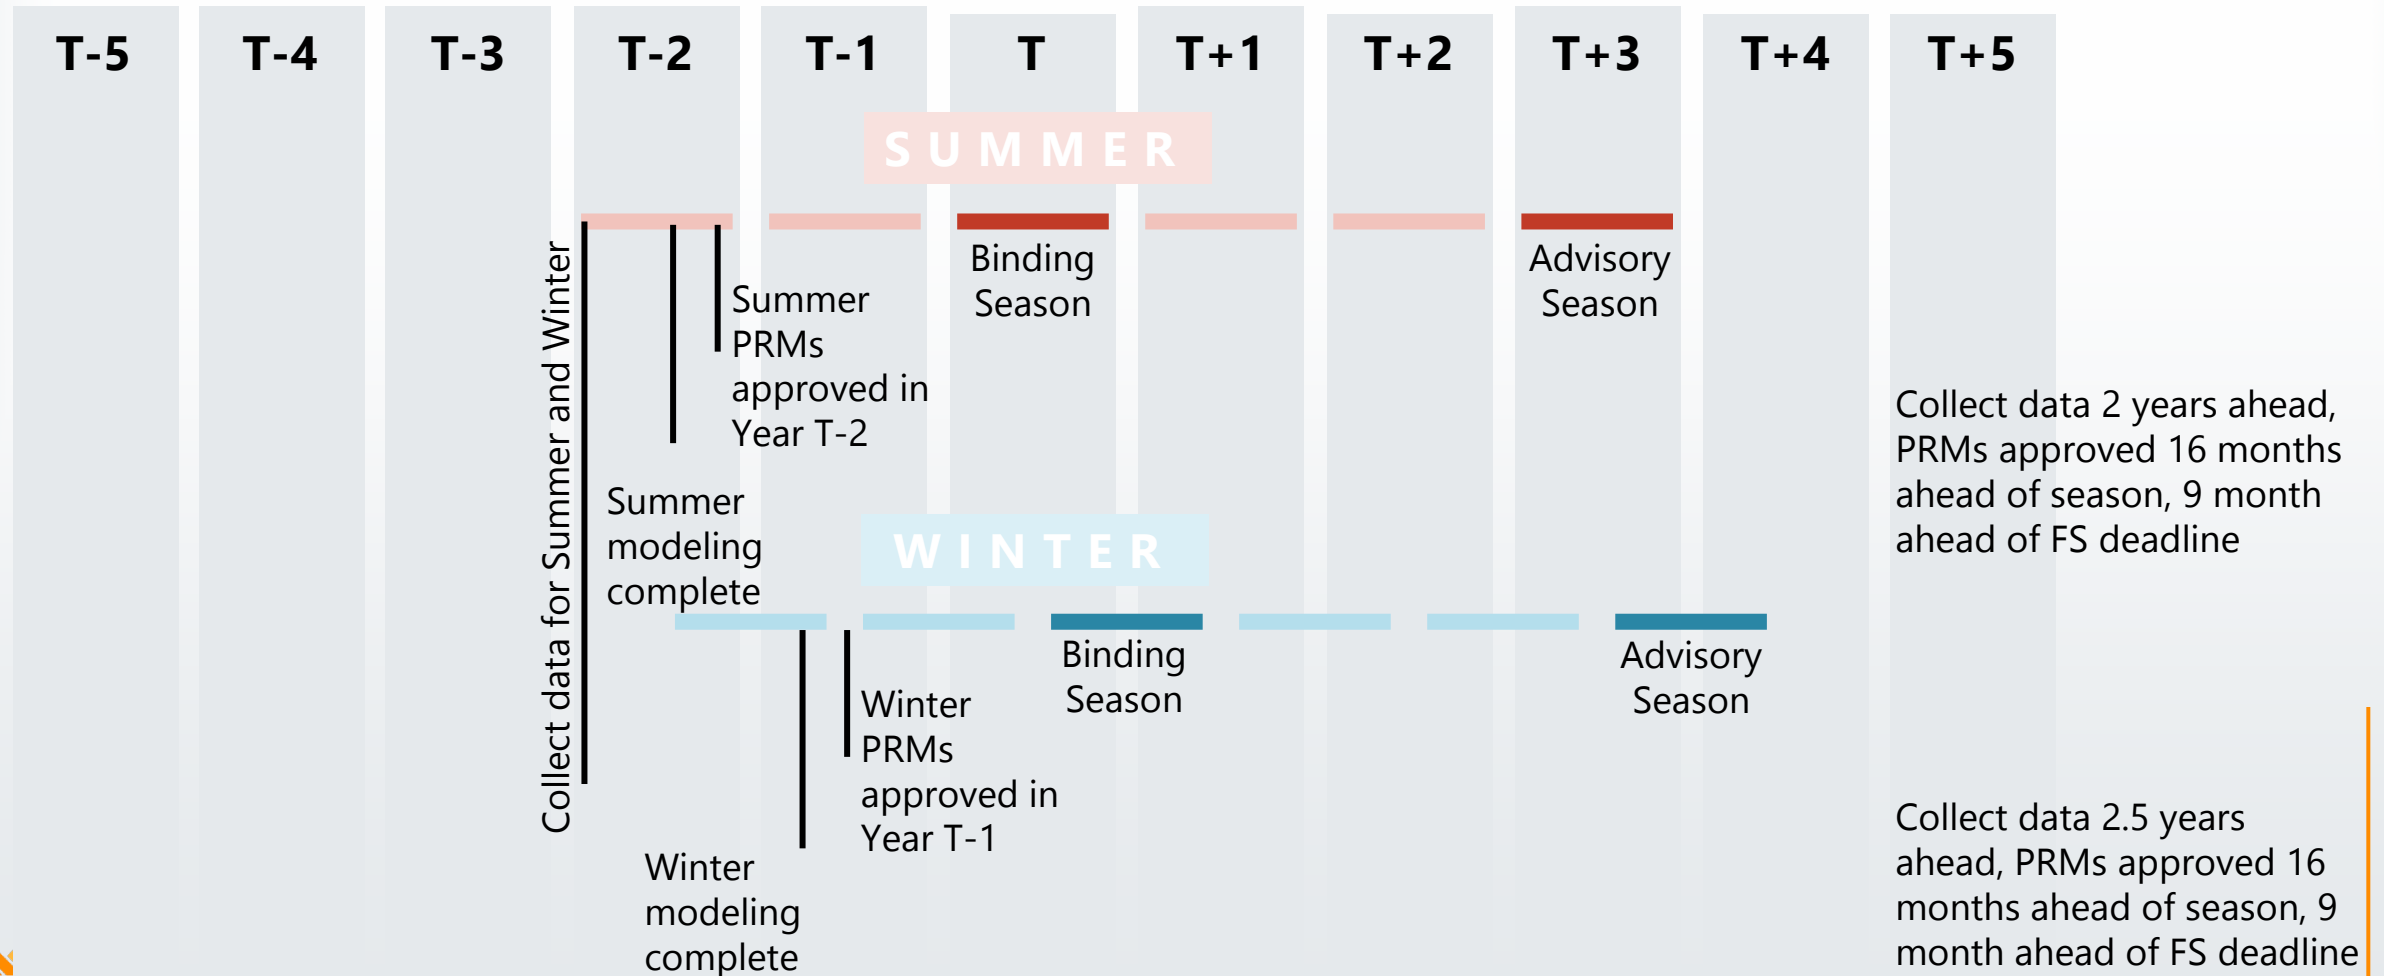 T-5
T-4
T-3
T-2
T-1
T
T+1
T+2
T+3
T+4
T+5
SUMMER
Binding
Season
Advisory
Season
Collect data for Summer and Winter
Summer
PRMs
approved in
Year T-2
Summer
modeling
complete
Collect data 2 years ahead,
PRMs approved 16 months
ahead of season, 9 month
ahead of FS deadline
WINTER
Binding
Season
Advisory
Season
Winter
PRMs
approved in
Year T-1
Winter
modeling
complete
Collect data 2.5 years
ahead, PRMs approved 16
months ahead of season, 9
month ahead of FS deadline